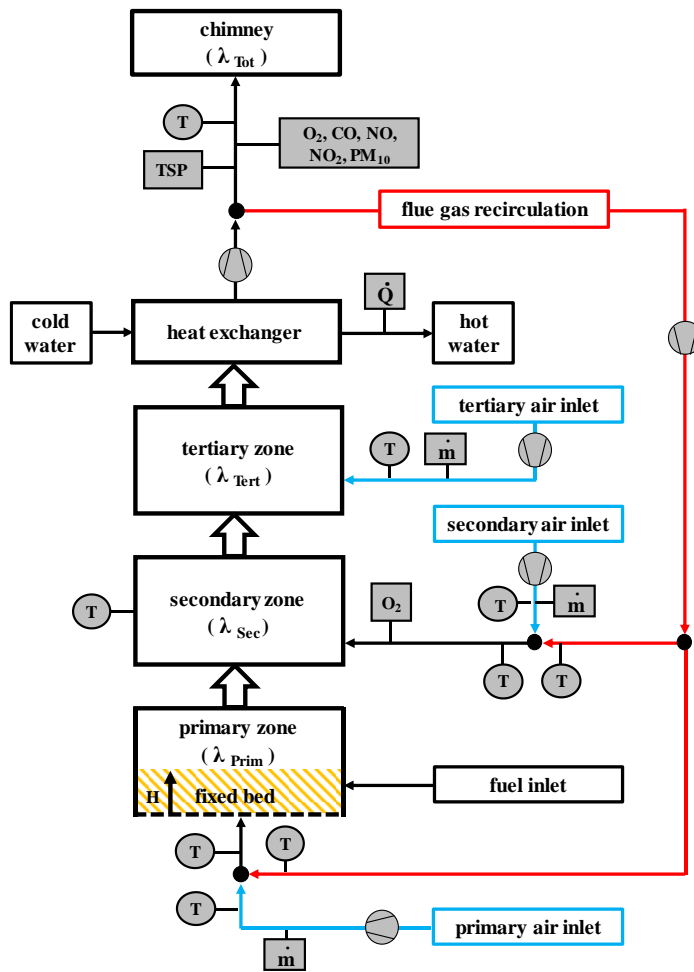 chimney
( λ Tot )
T
O₂, CO, NO,
NO₂, PM₁₀
TSP
flue gas recirculation
cold
water
heat exchanger
Q̇
hot
water
tertiary air inlet
tertiary zone
( λ Tert )
T
ṁ
secondary air inlet
secondary zone
( λ Sec )
T
O₂
T
ṁ
T
T
primary zone
( λ Prim )
H
fixed bed
fuel inlet
T
T
T
ṁ
primary air inlet